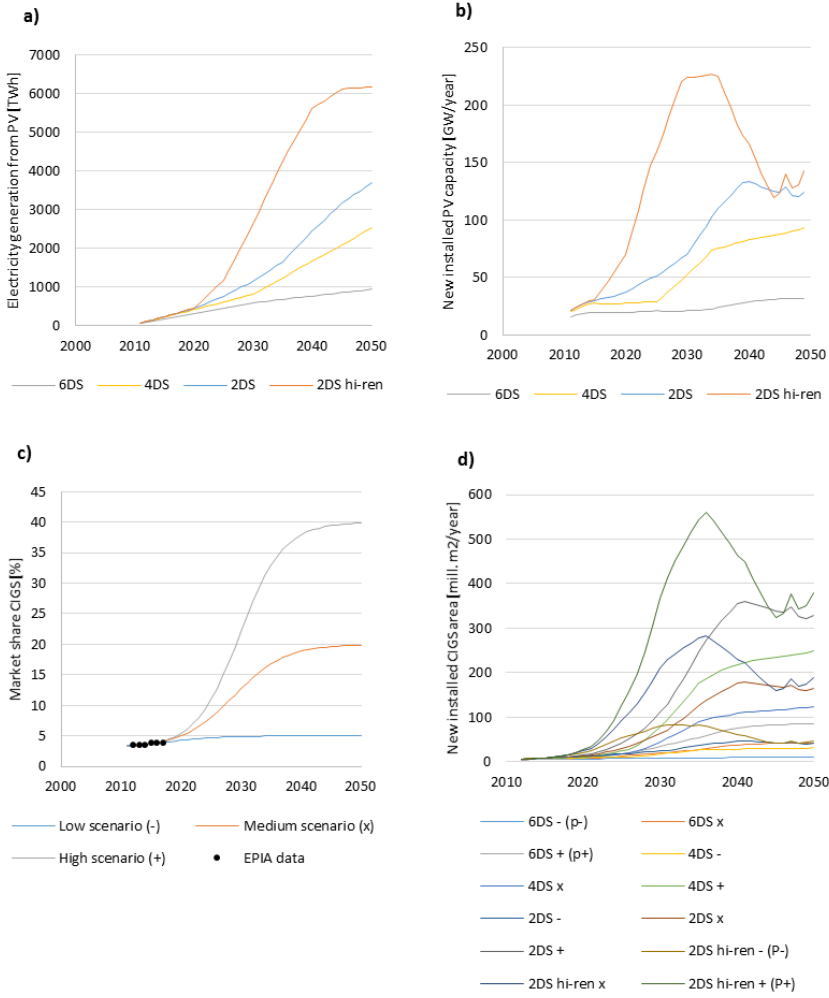 a)
Electricity generation from PV [TWh]
7000
6000
5000
4000
3000
2000
1000
0
2000 2010 2020 2030 2040 2050
6DS 4DS 2DS 2DS hi-ren
b)
New installed PV capacity [GW/year]
250
200
150
100
50
0
2000 2010 2020 2030 2040 2050
6DS 4DS 2DS 2DS hi-ren
c)
Market share CIGS [%]
45
40
35
30
25
20
15
10
5
0
2000 2010 2020 2030 2040 2050
Low scenario (-) Medium scenario (x)
High scenario (+) EPIA data
d)
New installed CIGS area [mill. m2/year]
600
500
400
300
200
100
0
2010 2020 2030 2040 2050
6DS - (p-) 6DS x
6DS + (p+) 4DS -
4DS x 4DS +
2DS - 2DS x
2DS + 2DS hi-ren - (P-)
2DS hi-ren x 2DS hi-ren + (P+)